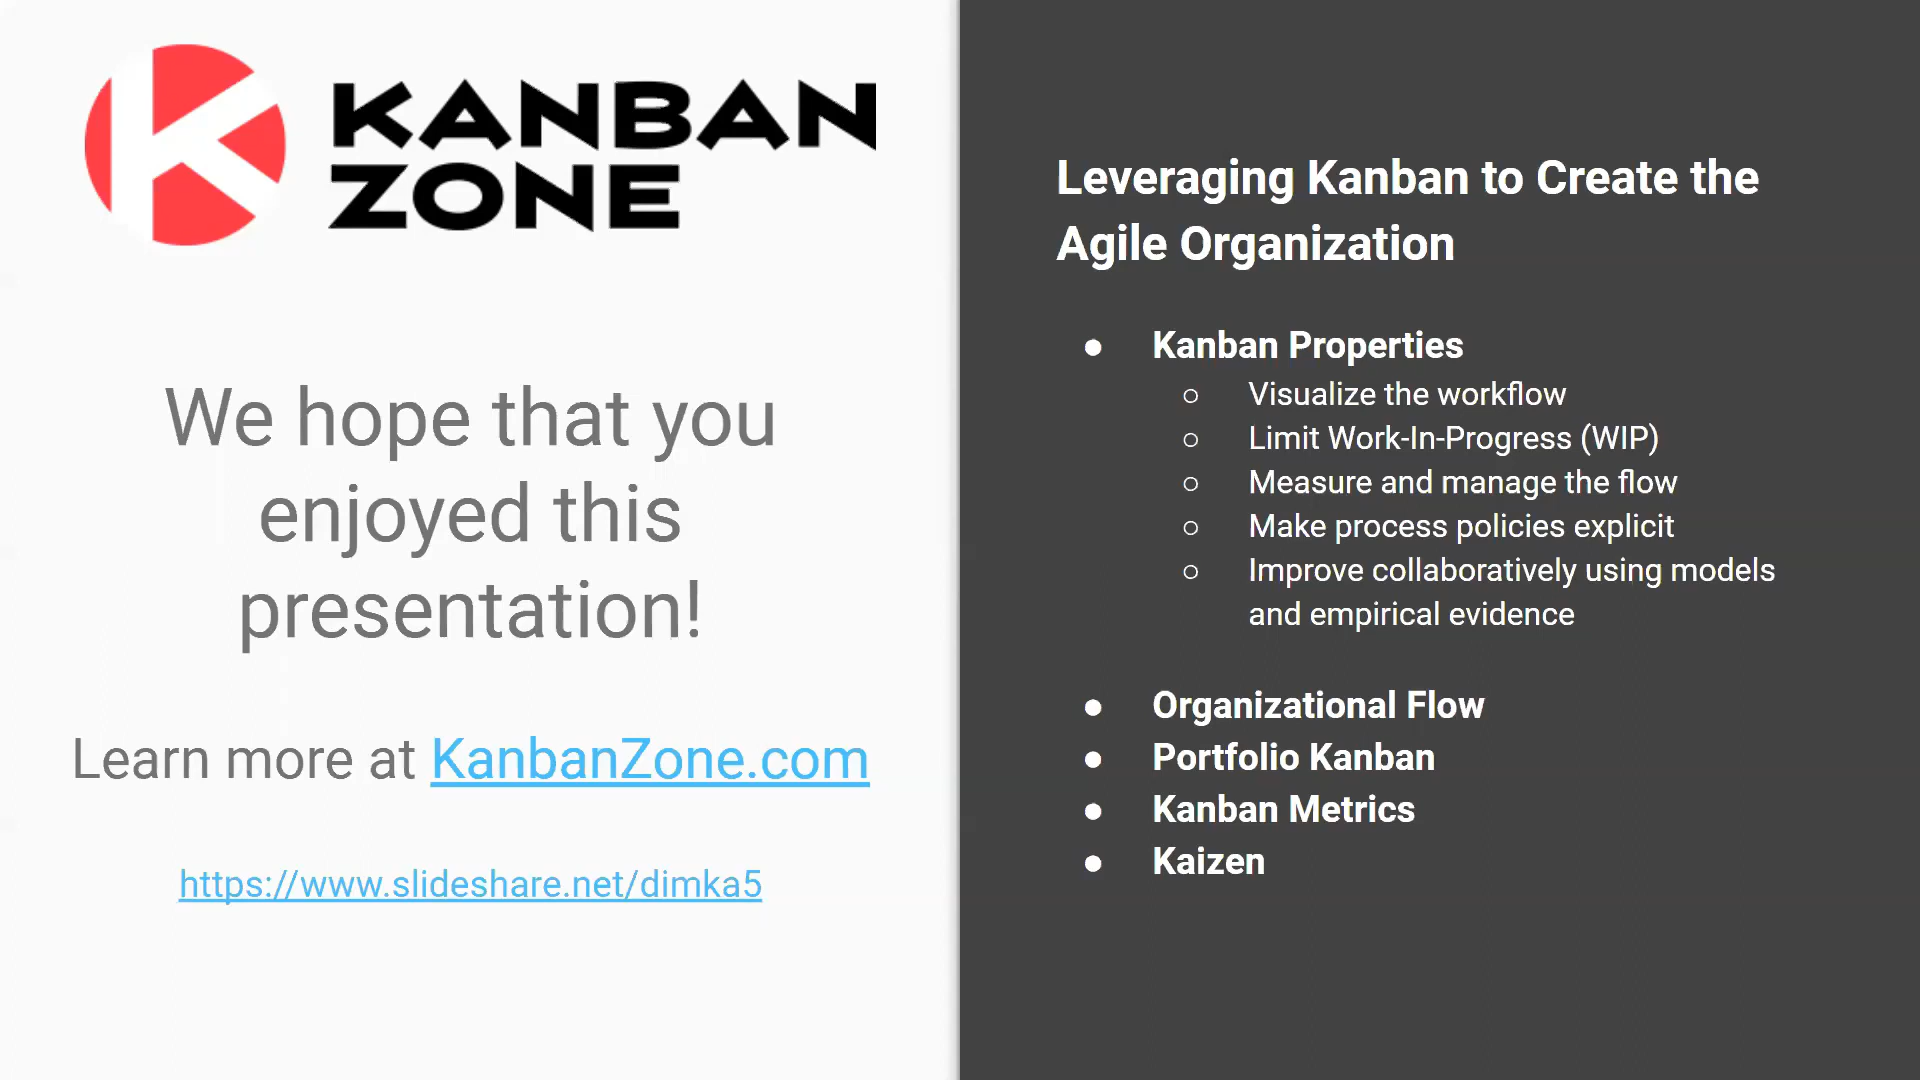 KANBAN
ZONE
We hope that you
enjoyed this
presentation!
Learn more at KanbanZone.com
https://www.slideshare.net/dimka5
Leveraging Kanban to Create the
Agile Organization
● Kanban Properties
○ Visualize the workflow
○ Limit Work-In-Progress (WIP)
○ Measure and manage the flow
○ Make process policies explicit
○ Improve collaboratively using models
and empirical evidence
● Organizational Flow
● Portfolio Kanban
● Kanban Metrics
● Kaizen